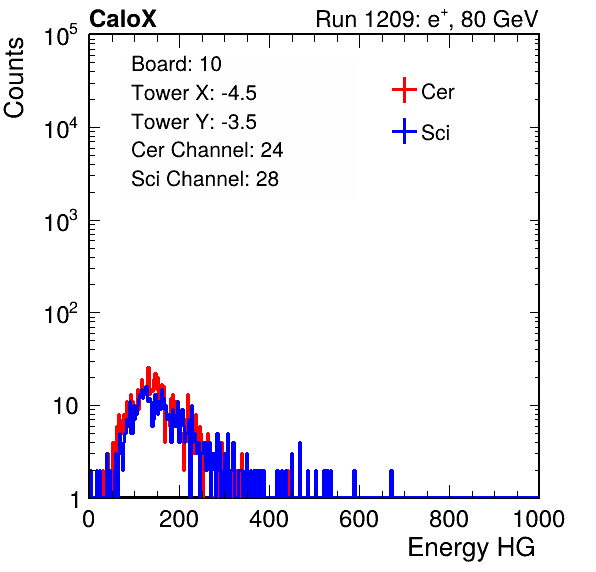 CaloX Run 1209: e⁺, 80 GeV
Counts
10⁵
10⁴
10³
10²
10
1
Board: 10
Tower X: -4.5
Tower Y: -3.5
Cer Channel: 24
Sci Channel: 28
Cer
Sci
0 200 400 600 800 1000
Energy HG